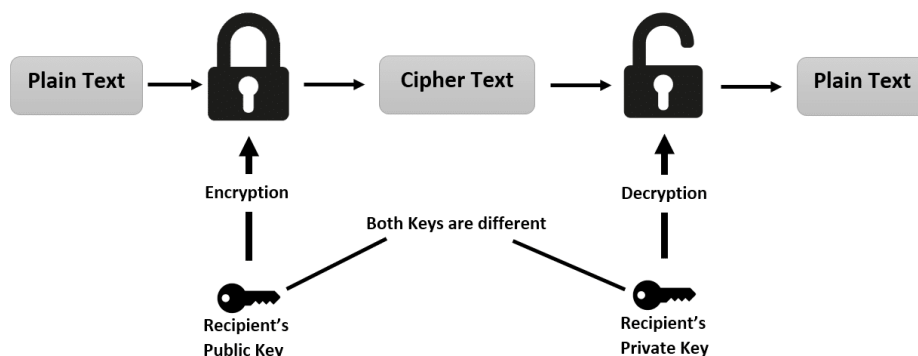 Plain Text
Cipher Text
Plain Text
Encryption
Decryption
Both Keys are different
Recipient's
Public Key
Recipient's
Private Key